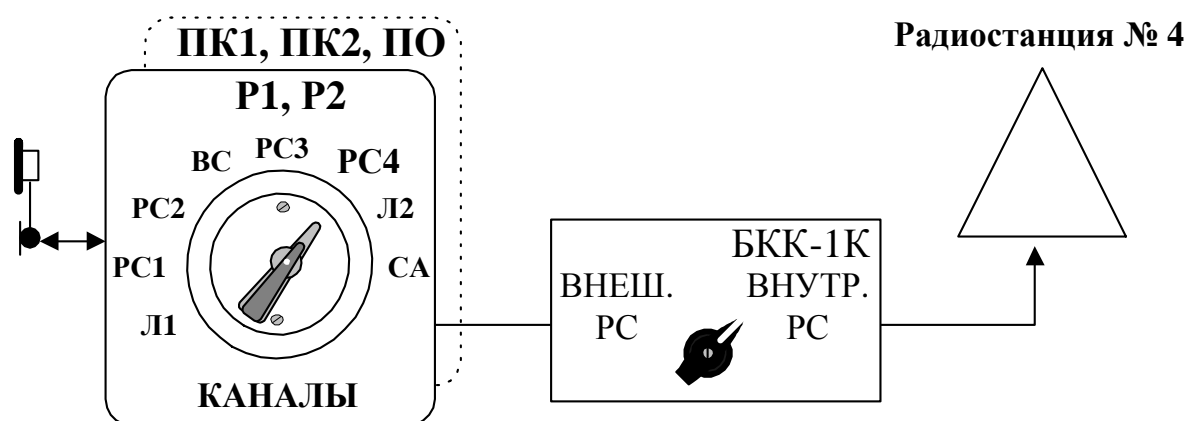 ПК1, ПК2, ПО
Радиостанция № 4
Р1, Р2
ВС РС3 РС4
РС2 Л2
РС1 СА
Л1
КАНАЛЫ
БКК-1К
ВНЕШ. ВНУТР.
РС РС